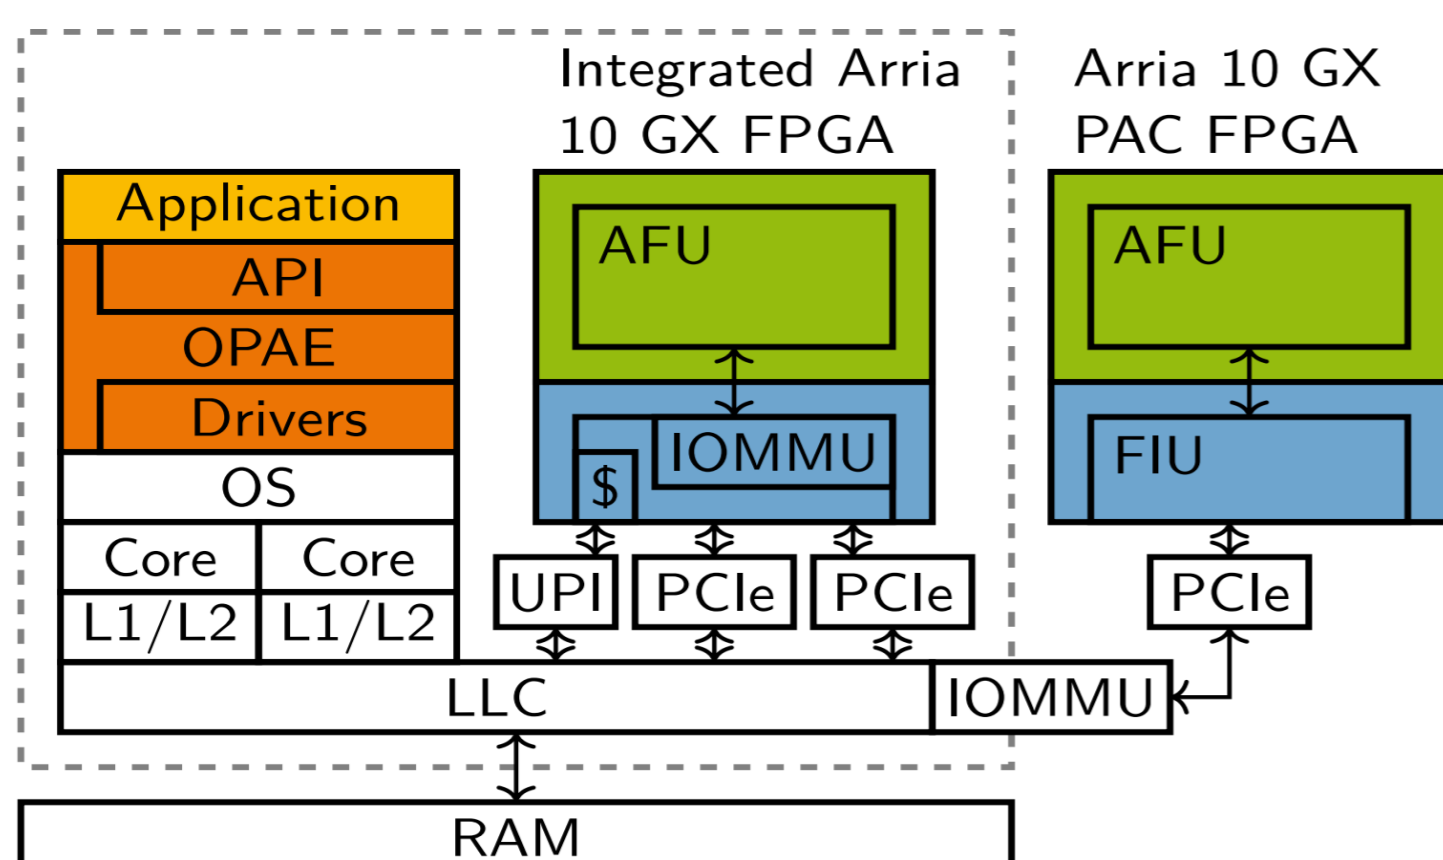 Integrated Arria
10 GX FPGA
Arria 10 GX
PAC FPGA
Application
API
OPAE
Drivers
OS
Core
Core
L1/L2
L1/L2
AFU
IOMMU
$
AFU
FIU
UPI
PCIe
PCIe
PCIe
LLC
IOMMU
RAM